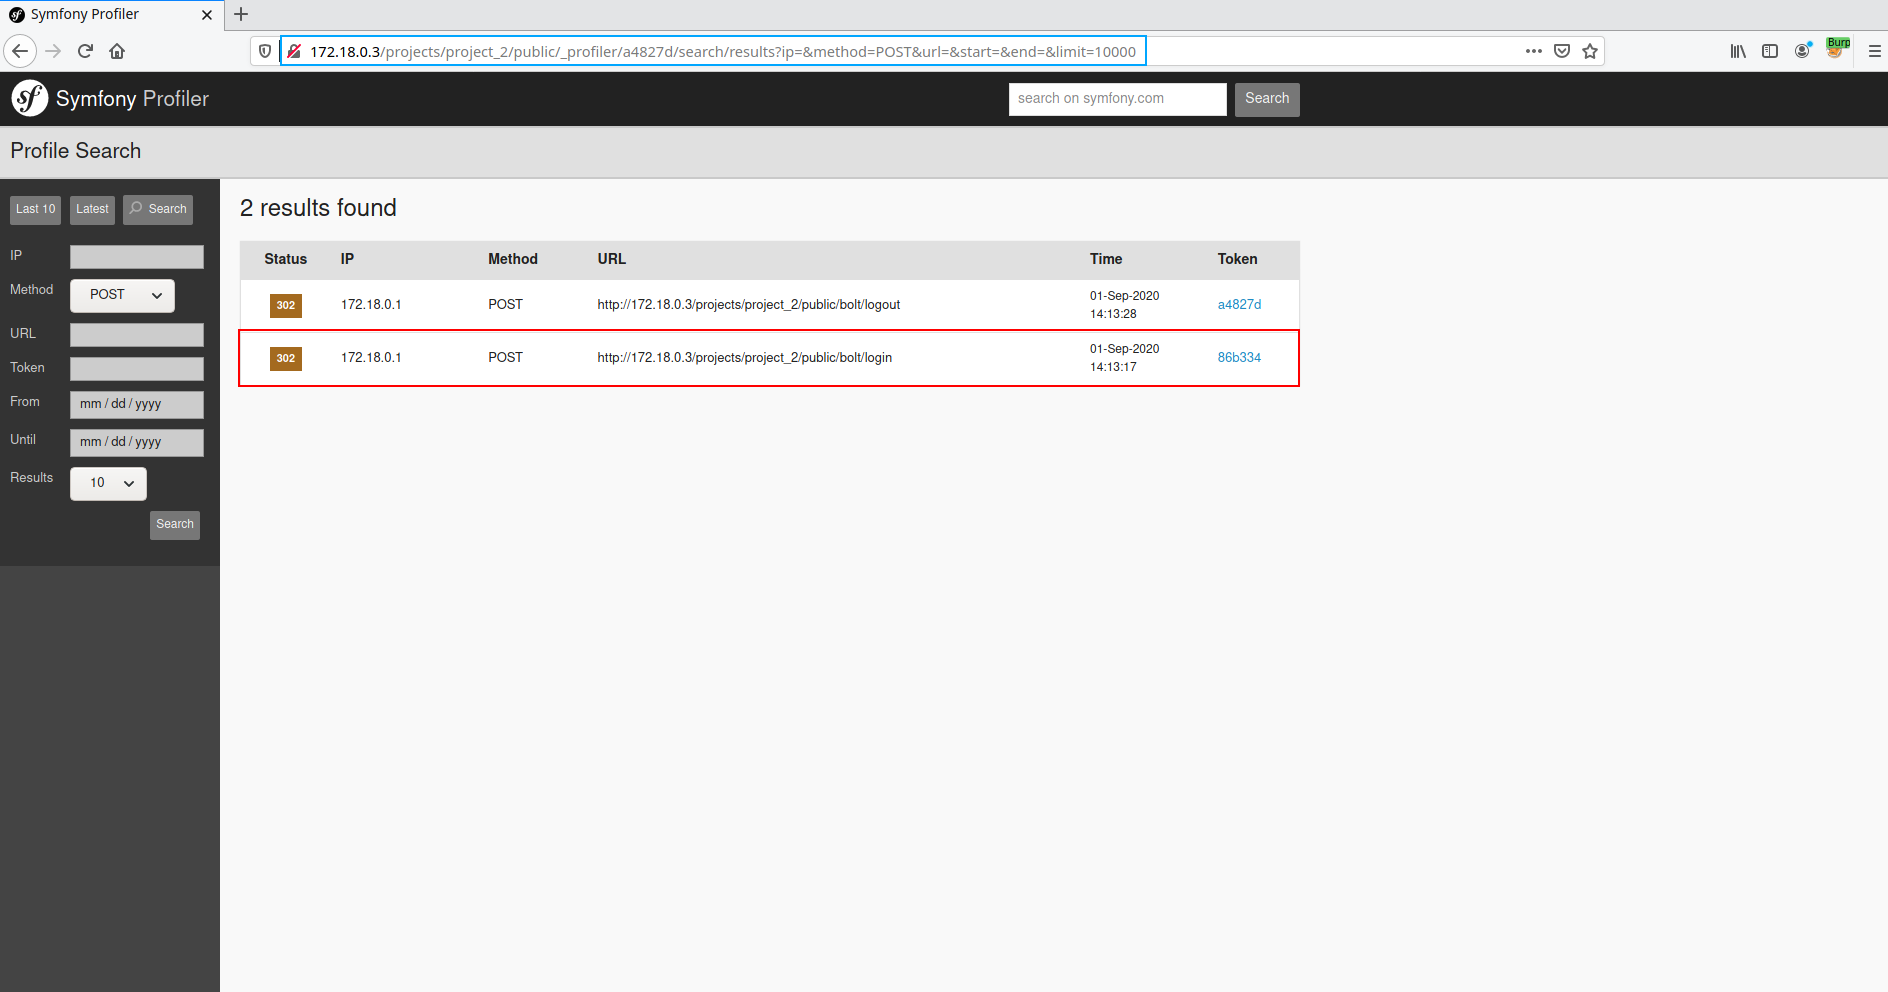 Symfony Profiler
172.18.0.3/projects/project_2/public/_profiler/a4827d/search/results?ip=&method=POST&url=&start=&end=&limit=10000
Burp
sf Symfony Profiler
search on symfony.com Search
Profile Search
Last 10 Latest Search
IP
Method POST
URL
Token
From mm / dd / yyyy
Until mm / dd / yyyy
Results 10
Search
2 results found
Status IP Method URL Time Token
302 172.18.0.1 POST http://172.18.0.3/projects/project_2/public/bolt/logout 01-Sep-2020 14:13:28 a4827d
302 172.18.0.1 POST http://172.18.0.3/projects/project_2/public/bolt/login 01-Sep-2020 14:13:17 86b334